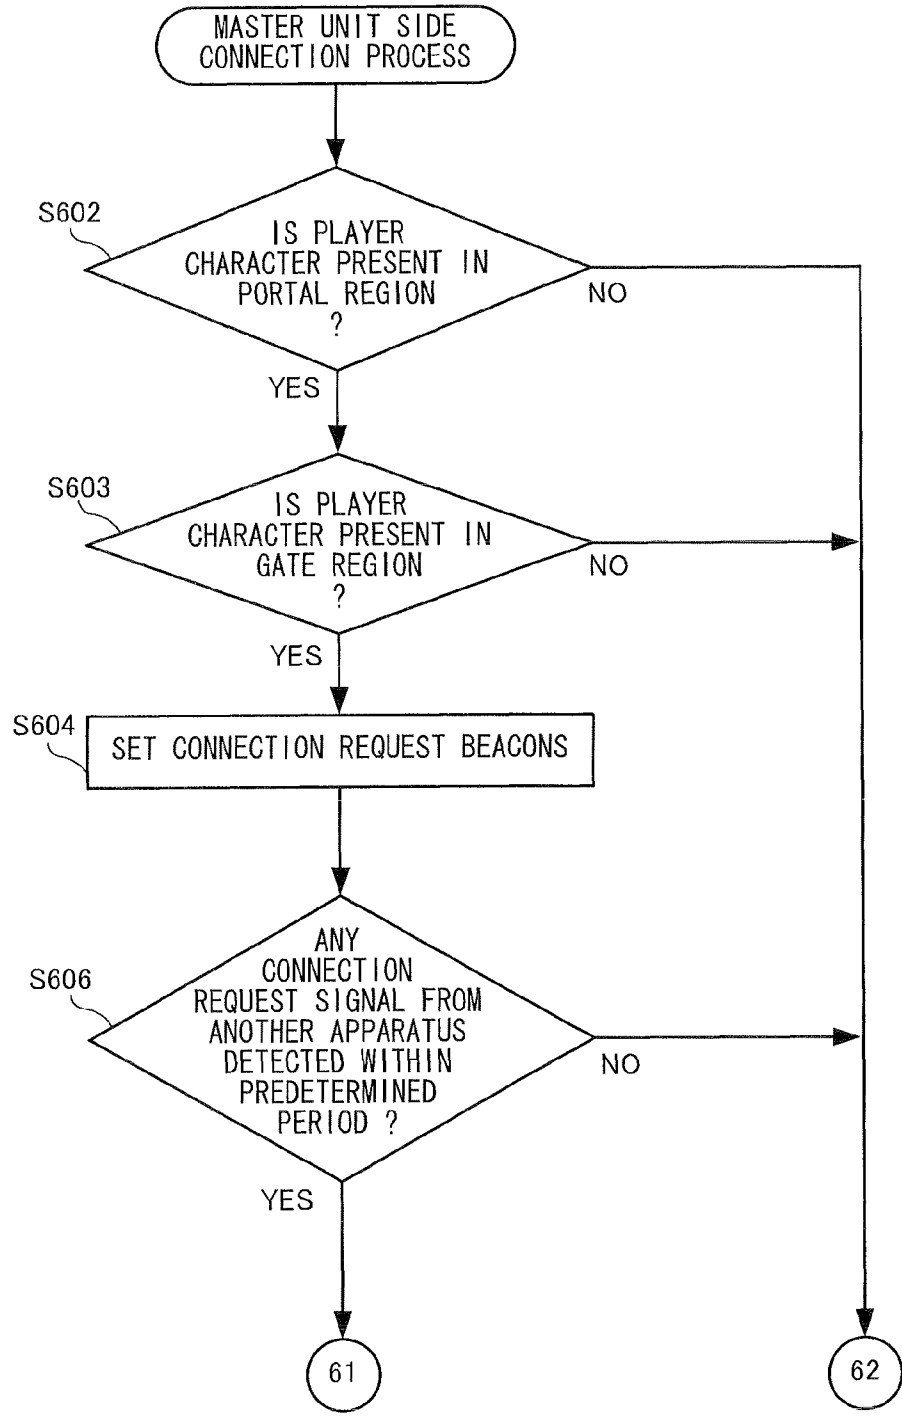 MASTER UNIT SIDE
CONNECTION PROCESS
S602
IS PLAYER
CHARACTER PRESENT IN
PORTAL REGION
?
NO
YES
S603
IS PLAYER
CHARACTER PRESENT IN
GATE REGION
?
NO
YES
S604
SET CONNECTION REQUEST BEACONS
S606
ANY
CONNECTION
REQUEST SIGNAL FROM
ANOTHER APPARATUS
DETECTED WITHIN
PREDETERMINED
PERIOD ?
NO
YES
61
62